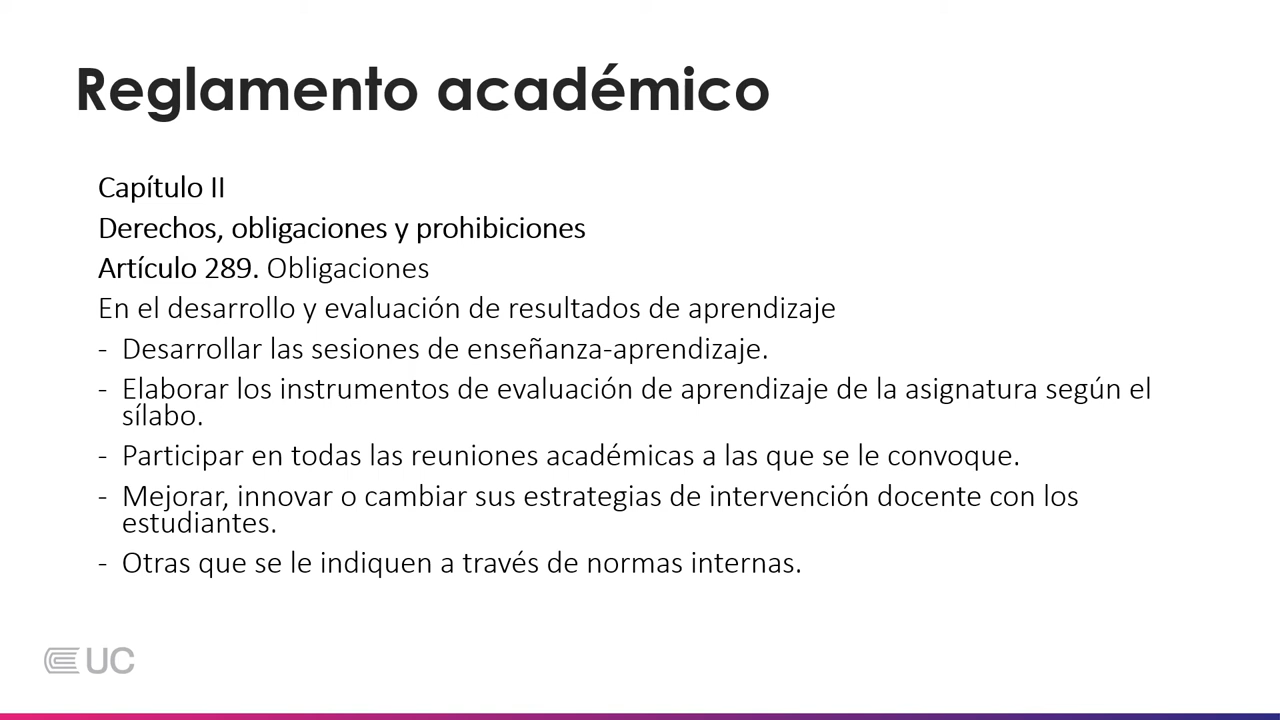 Reglamento académico
Capítulo II
Derechos, obligaciones y prohibiciones
Artículo 289. Obligaciones
En el desarrollo y evaluación de resultados de aprendizaje
- Desarrollar las sesiones de enseñanza-aprendizaje.
- Elaborar los instrumentos de evaluación de aprendizaje de la asignatura según el
sílabo.
- Participar en todas las reuniones académicas a las que se le convoque.
- Mejorar, innovar o cambiar sus estrategias de intervención docente con los
estudiantes.
- Otras que se le indiquen a través de normas internas.
UC